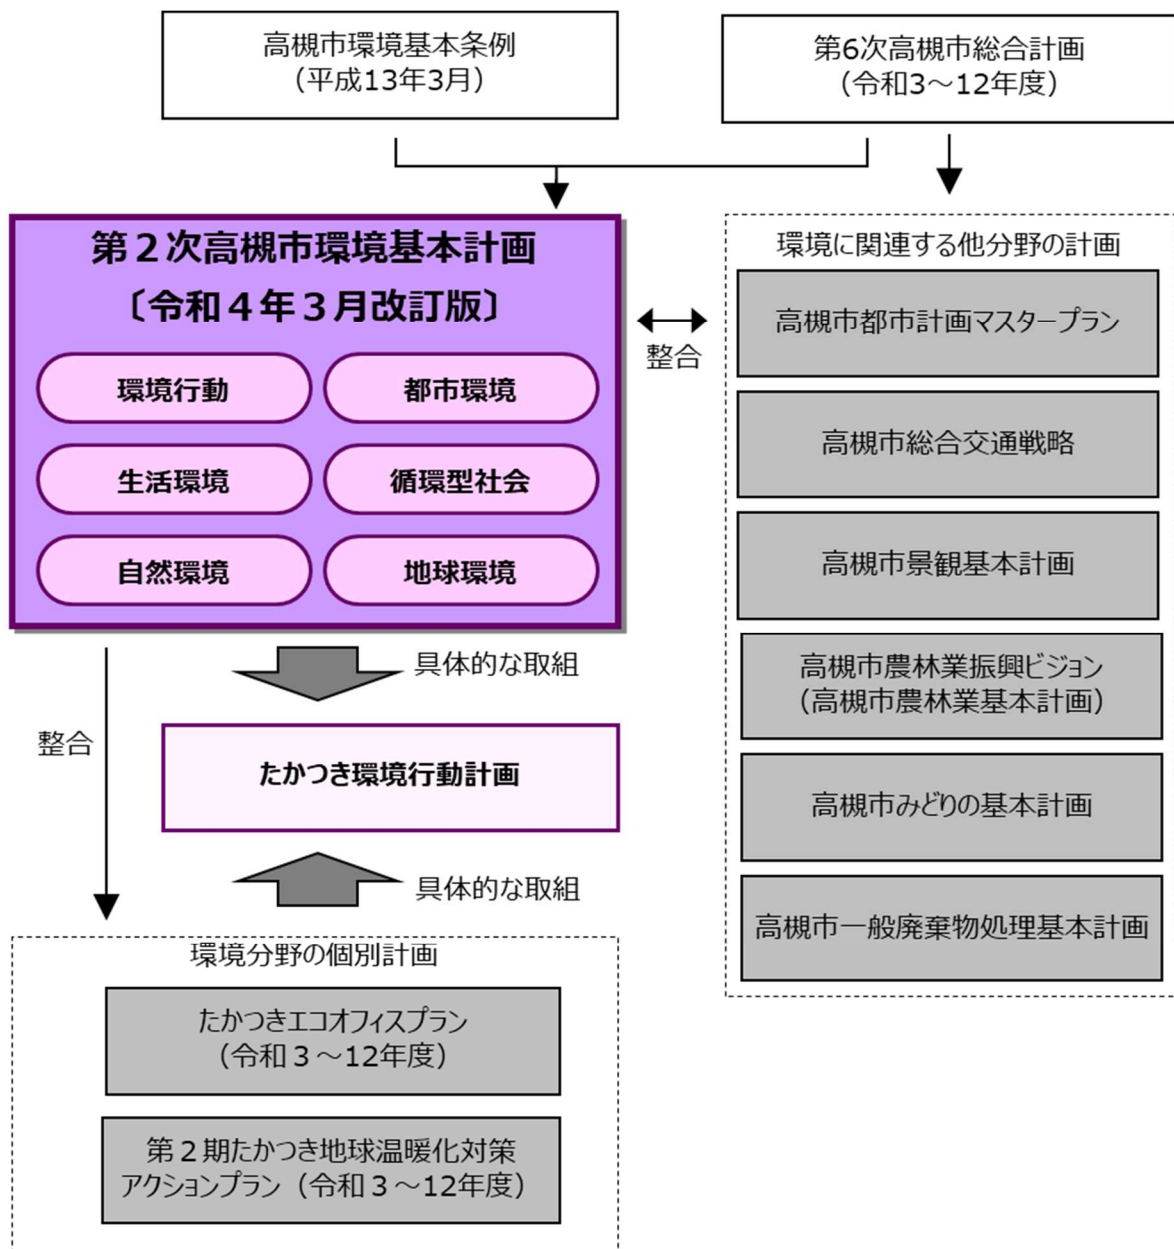 高槻市環境基本条例
（平成13年3月）
第6次高槻市総合計画
（令和3～12年度）
第２次高槻市環境基本計画
〔令和４年３月改訂版〕
環境行動
都市環境
生活環境
循環型社会
自然環境
地球環境
整合
環境に関連する他分野の計画
高槻市都市計画マスタープラン
高槻市総合交通戦略
高槻市景観基本計画
高槻市農林業振興ビジョン
（高槻市農林業基本計画）
高槻市みどりの基本計画
高槻市一般廃棄物処理基本計画
具体的な取組
整合
たかつき環境行動計画
具体的な取組
環境分野の個別計画
たかつきエコオフィスプラン
（令和３～12年度）
第２期たかつき地球温暖化対策
アクションプラン（令和３～12年度）